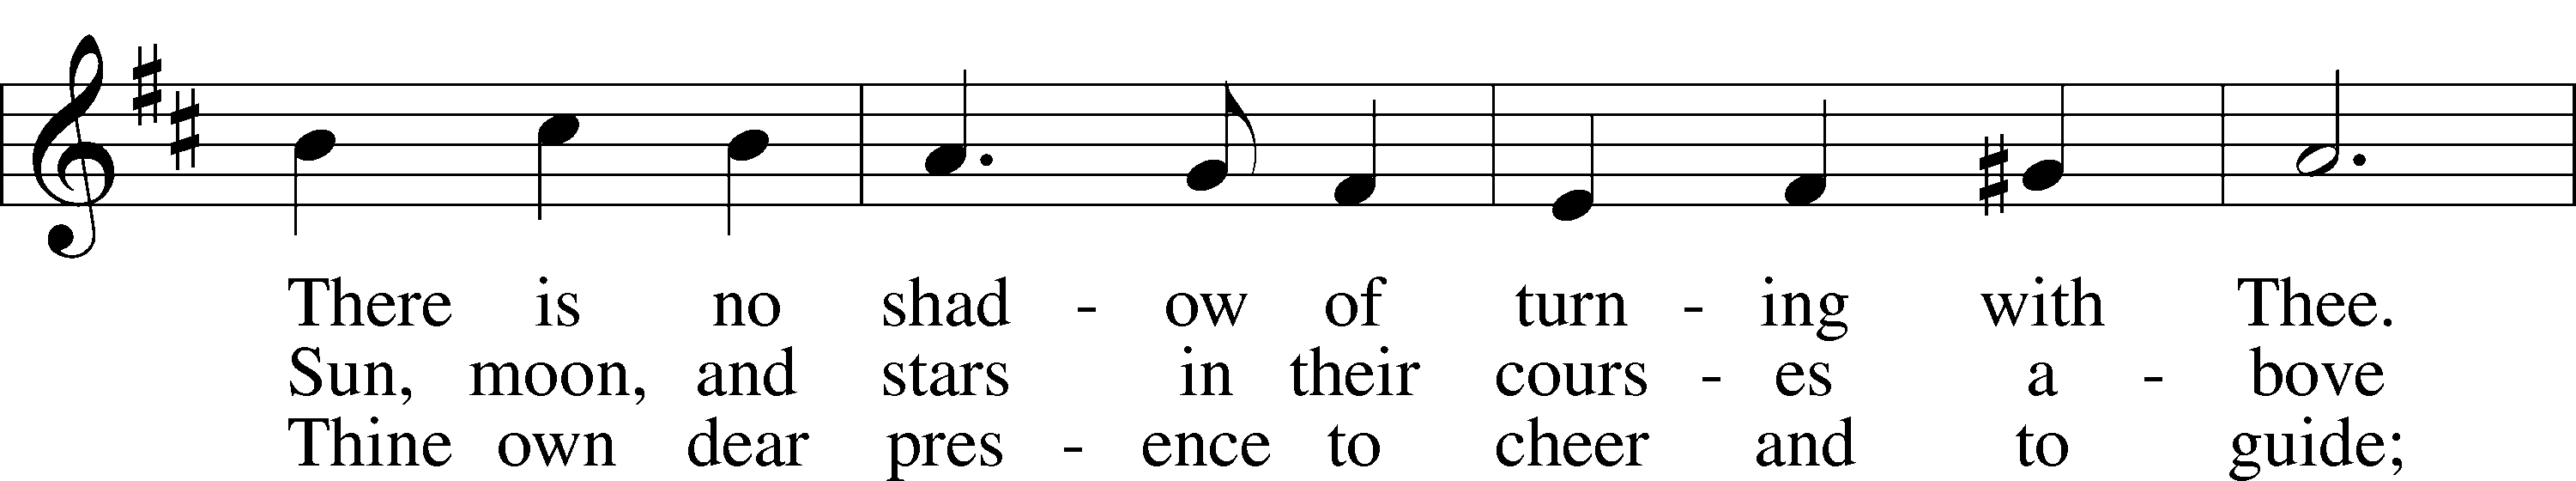 There is no shad - ow of turn - ing with Thee.
Sun, moon, and stars in their cours - es a - bove
Thine own dear pres - ence to cheer and to guide;